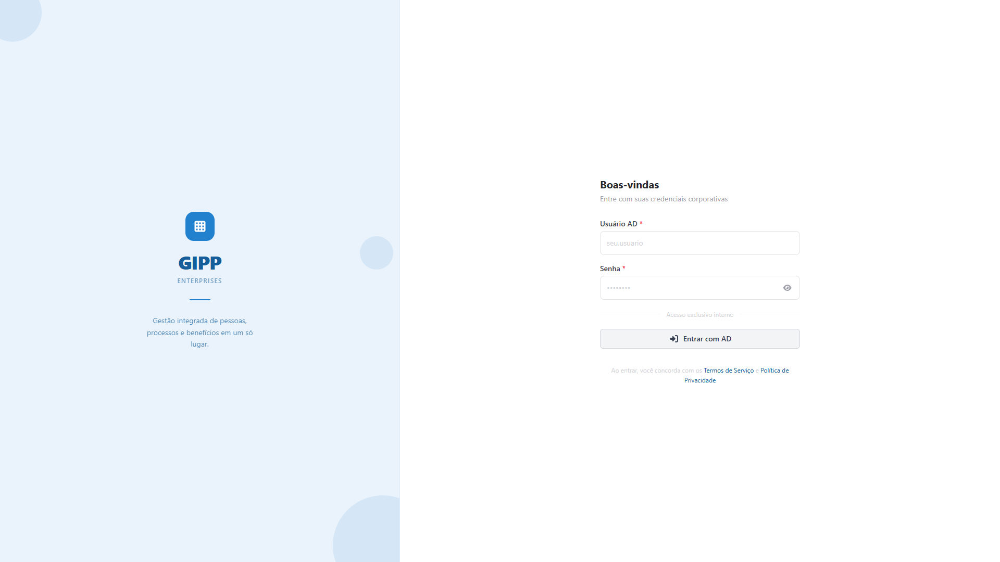 GIPP
ENTERPRISES
Gestão integrada de pessoas,
processos e benefícios em um só
lugar.
Boas-vindas
Entre com suas credenciais corporativas
Usuário AD *
seu.usuario
Senha *
••••••••
Acesso exclusivo interno
Entrar com AD
Ao entrar, você concorda com os Termos de Serviço e Política de
Privacidade